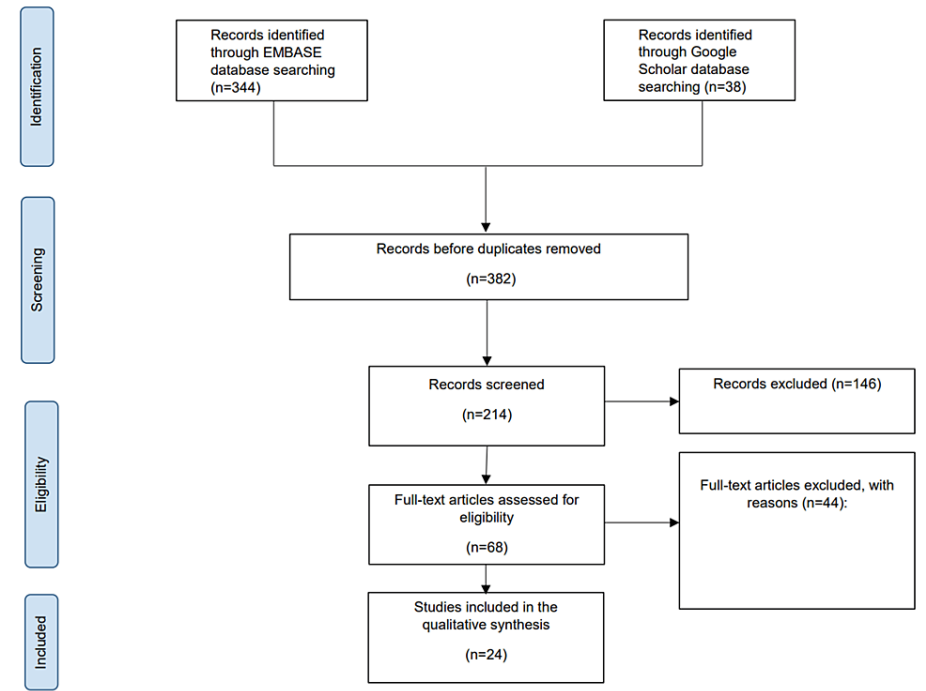 Identification
Records identified
through EMBASE
database searching
(n=344)
Records identified
through Google
Scholar database
searching (n=38)
Screening
Records before duplicates removed
(n=382)
Records screened
(n=214)
Records excluded (n=146)
Eligibility
Full-text articles assessed for
eligibility
(n=68)
Full-text articles excluded, with
reasons (n=44):
Included
Studies included in the
qualitative synthesis
(n=24)